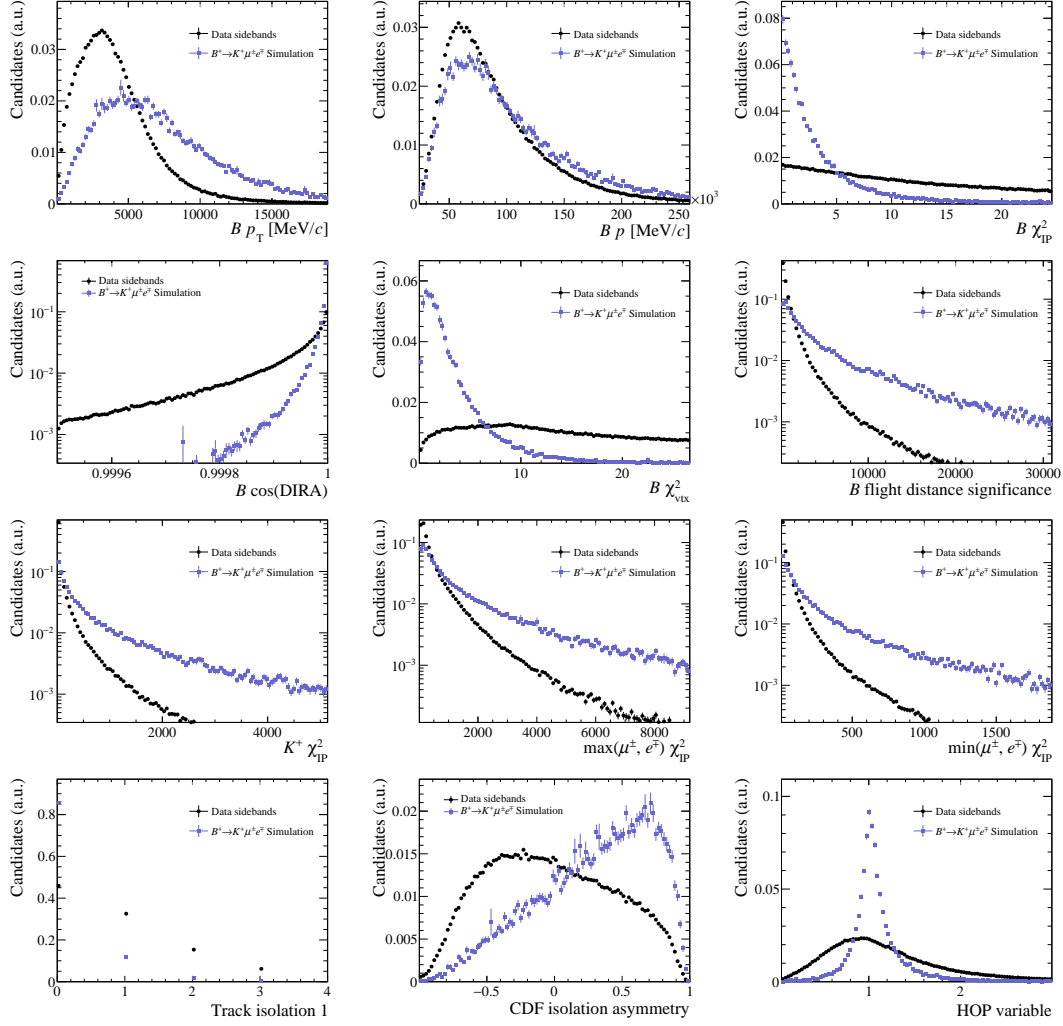 Candidates (a.u.)
Data sidebands
B⁺→K⁺μ±e∓ Simulation
0.03
0.02
0.01
0
5000 10000 15000
B p_T [MeV/c]
Candidates (a.u.)
Data sidebands
B⁺→K⁺μ±e∓ Simulation
0.03
0.02
0.01
0
50 100 150 200 250
×10³
B p [MeV/c]
Candidates (a.u.)
Data sidebands
B⁺→K⁺μ±e∓ Simulation
0.08
0.06
0.04
0.02
0
5 10 15 20
B χ²_IP
Candidates (a.u.)
Data sidebands
B⁺→K⁺μ±e∓ Simulation
10⁻¹
10⁻²
10⁻³
0.9996 0.9998 1
B cos(DIRA)
Candidates (a.u.)
Data sidebands
B⁺→K⁺μ±e∓ Simulation
0.06
0.04
0.02
0
10 20
B χ²_vtx
Candidates (a.u.)
Data sidebands
B⁺→K⁺μ±e∓ Simulation
10⁻¹
10⁻²
10⁻³
10000 20000 30000
B flight distance significance
Candidates (a.u.)
Data sidebands
B⁺→K⁺μ±e∓ Simulation
10⁻¹
10⁻²
10⁻³
2000 4000
K⁺ χ²_IP
Candidates (a.u.)
Data sidebands
B⁺→K⁺μ±e∓ Simulation
10⁻¹
10⁻²
10⁻³
2000 4000 6000 8000
max(μ±, e∓) χ²_IP
Candidates (a.u.)
Data sidebands
B⁺→K⁺μ±e∓ Simulation
10⁻¹
10⁻²
10⁻³
500 1000 1500
min(μ±, e∓) χ²_IP
Candidates (a.u.)
Data sidebands
B⁺→K⁺μ±e∓ Simulation
0.8
0.6
0.4
0.2
0
0 1 2 3 4
Track isolation 1
Candidates (a.u.)
Data sidebands
B⁺→K⁺μ±e∓ Simulation
0.02
0.015
0.01
0.005
0
−0.5 0 0.5 1
CDF isolation asymmetry
Candidates (a.u.)
Data sidebands
B⁺→K⁺μ±e∓ Simulation
0.1
0.05
0
1 2
HOP variable